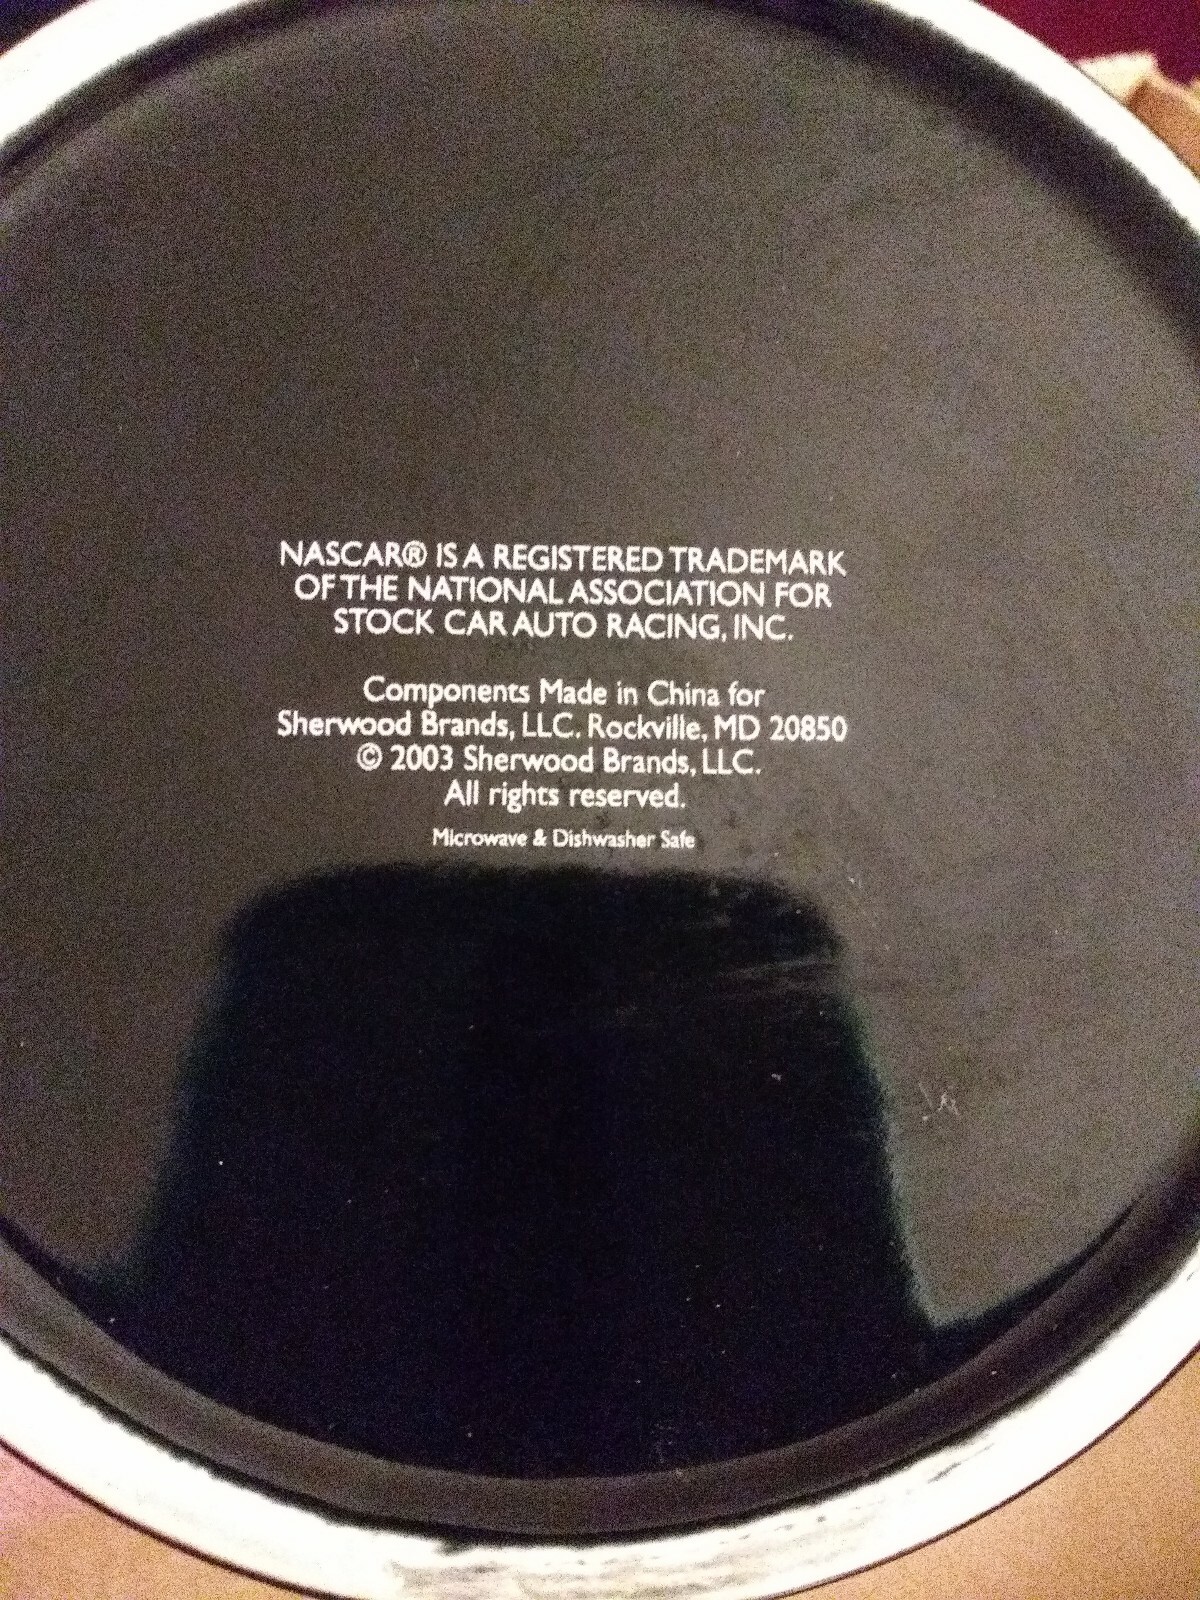 NASCAR® IS A REGISTERED TRADEMARK
OF THE NATIONAL ASSOCIATION FOR
STOCK CAR AUTO RACING, INC.
Components Made in China for
Sherwood Brands, LLC. Rockville, MD 20850
© 2003 Sherwood Brands, LLC.
All rights reserved.
Microwave & Dishwasher Safe